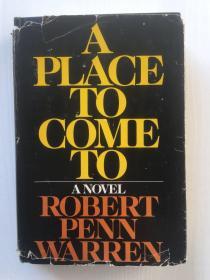 A
PLACE
TO
COME
TO
A NOVEL
ROBERT
PENN
WARREN